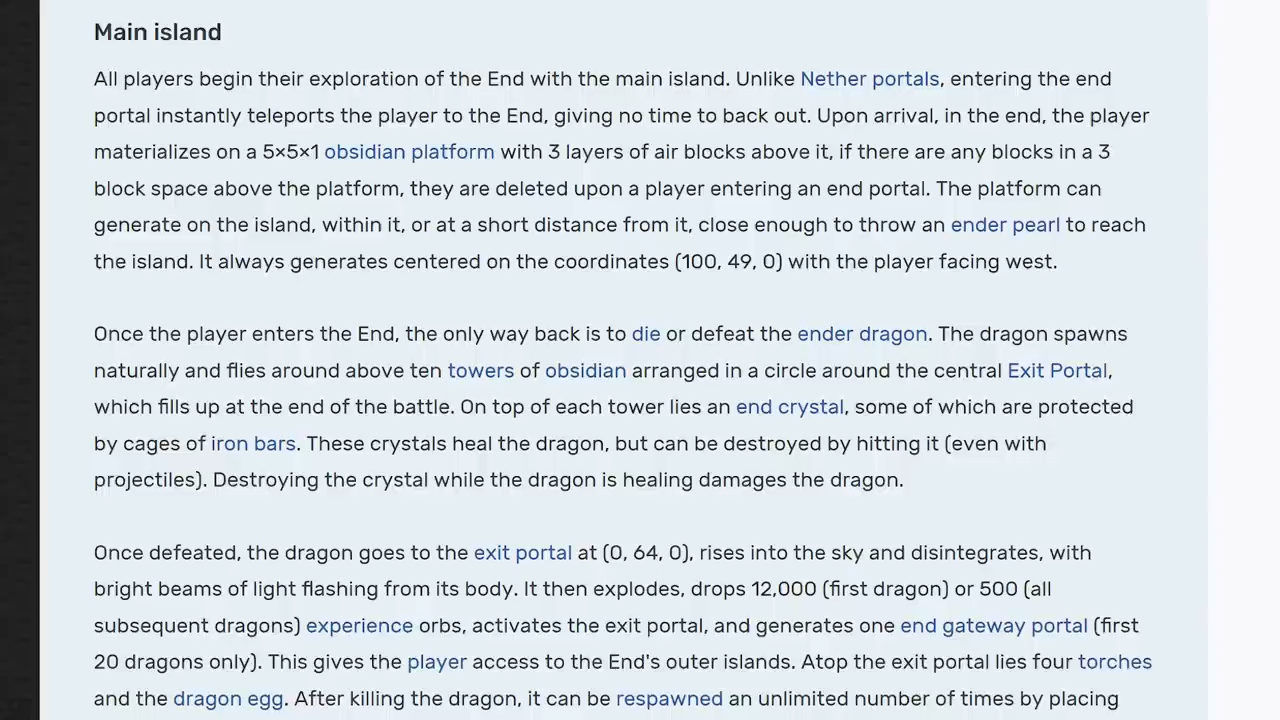 Main island
All players begin their exploration of the End with the main island. Unlike Nether portals, entering the end
portal instantly teleports the player to the End, giving no time to back out. Upon arrival, in the end, the player
materializes on a 5×5×1 obsidian platform with 3 layers of air blocks above it, if there are any blocks in a 3
block space above the platform, they are deleted upon a player entering an end portal. The platform can
generate on the island, within it, or at a short distance from it, close enough to throw an ender pearl to reach
the island. It always generates centered on the coordinates (100, 49, 0) with the player facing west.
Once the player enters the End, the only way back is to die or defeat the ender dragon. The dragon spawns
naturally and flies around above ten towers of obsidian arranged in a circle around the central Exit Portal,
which fills up at the end of the battle. On top of each tower lies an end crystal, some of which are protected
by cages of iron bars. These crystals heal the dragon, but can be destroyed by hitting it (even with
projectiles). Destroying the crystal while the dragon is healing damages the dragon.
Once defeated, the dragon goes to the exit portal at (0, 64, 0), rises into the sky and disintegrates, with
bright beams of light flashing from its body. It then explodes, drops 12,000 (first dragon) or 500 (all
subsequent dragons) experience orbs, activates the exit portal, and generates one end gateway portal (first
20 dragons only). This gives the player access to the End's outer islands. Atop the exit portal lies four torches
and the dragon egg. After killing the dragon, it can be respawned an unlimited number of times by placing